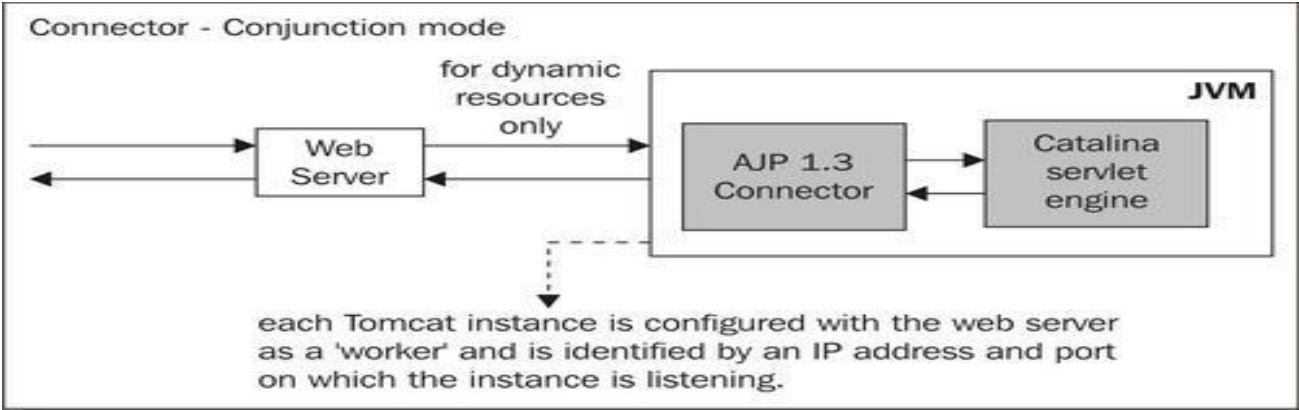 Connector - Conjunction mode
for dynamic
resources
only
JVM
Web
Server
AJP 1.3
Connector
Catalina
servlet
engine
each Tomcat instance is configured with the web server
as a 'worker' and is identified by an IP address and port
on which the instance is listening.